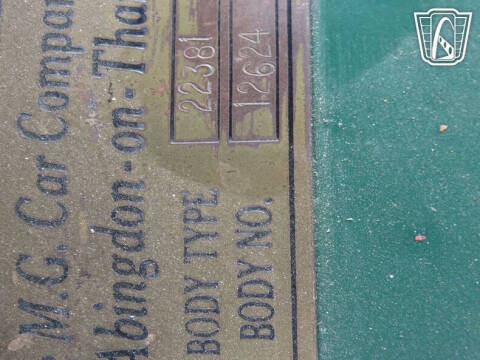 M.G. Car Compan
Abingdon-on-Tha
BODY TYPE 22381
BODY NO. 12624